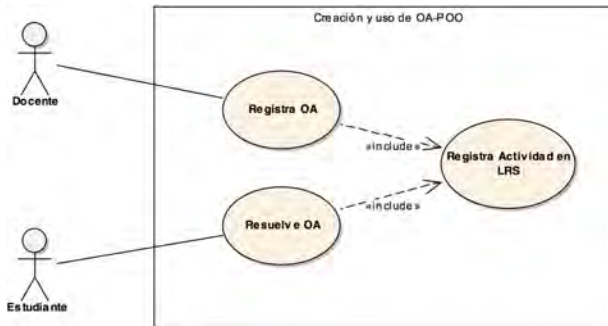 Creación y uso de OA-POO
Docente
Registra OA
«include»
Registra Actividad en
LRS
«include»
Resuelve OA
Estudiante